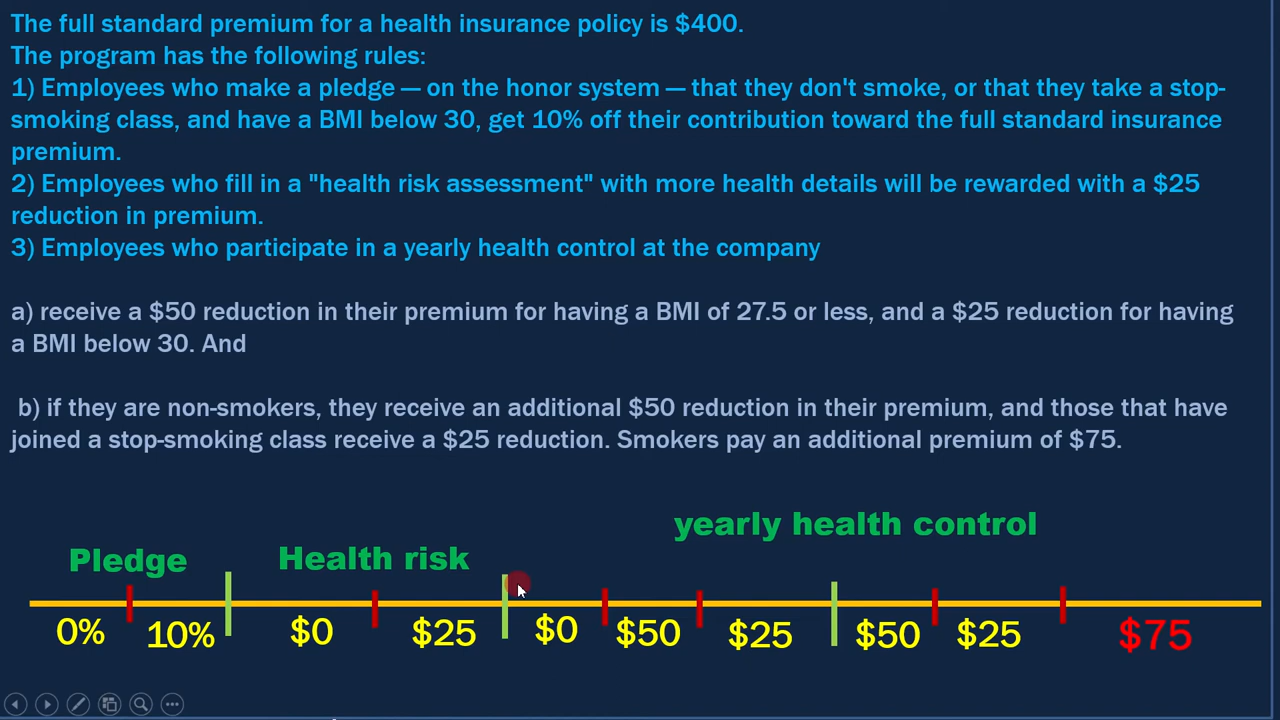 The full standard premium for a health insurance policy is $400.
The program has the following rules:
1) Employees who make a pledge — on the honor system — that they don't smoke, or that they take a stop-
smoking class, and have a BMI below 30, get 10% off their contribution toward the full standard insurance
premium.
2) Employees who fill in a "health risk assessment" with more health details will be rewarded with a $25
reduction in premium.
3) Employees who participate in a yearly health control at the company
a) receive a $50 reduction in their premium for having a BMI of 27.5 or less, and a $25 reduction for having
a BMI below 30. And
b) if they are non-smokers, they receive an additional $50 reduction in their premium, and those that have
joined a stop-smoking class receive a $25 reduction. Smokers pay an additional premium of $75.
yearly health control
Pledge Health risk
0% 10% $0 $25 $0 $50 $25 $50 $25 $75